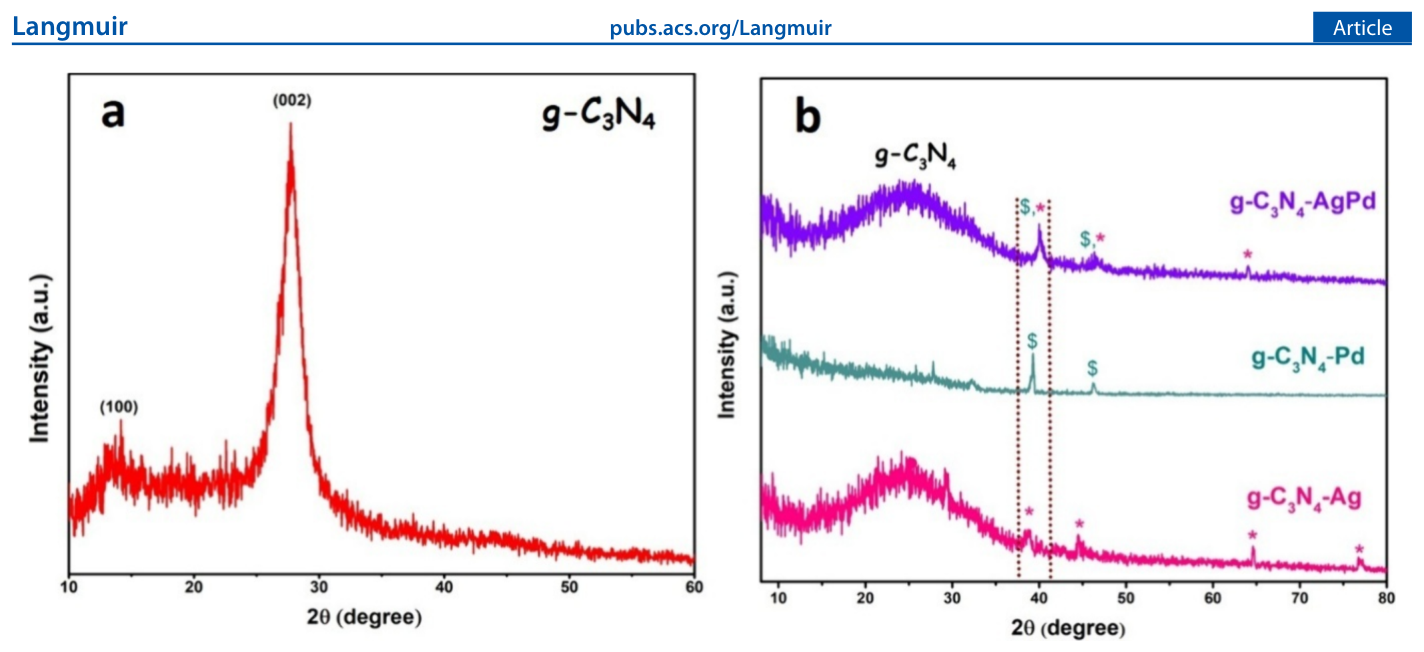 Langmuir
pubs.acs.org/Langmuir
Article
a
(002)
g-C₃N₄
(100)
Intensity (a.u.)
10 20 30 40 50 60
2θ (degree)
b
g-C₃N₄
g-C₃N₄-AgPd
$,*
$,*
*
g-C₃N₄-Pd
$
$
g-C₃N₄-Ag
*
*
*
*
Intensity (a.u.)
10 20 30 40 50 60 70 80
2θ (degree)